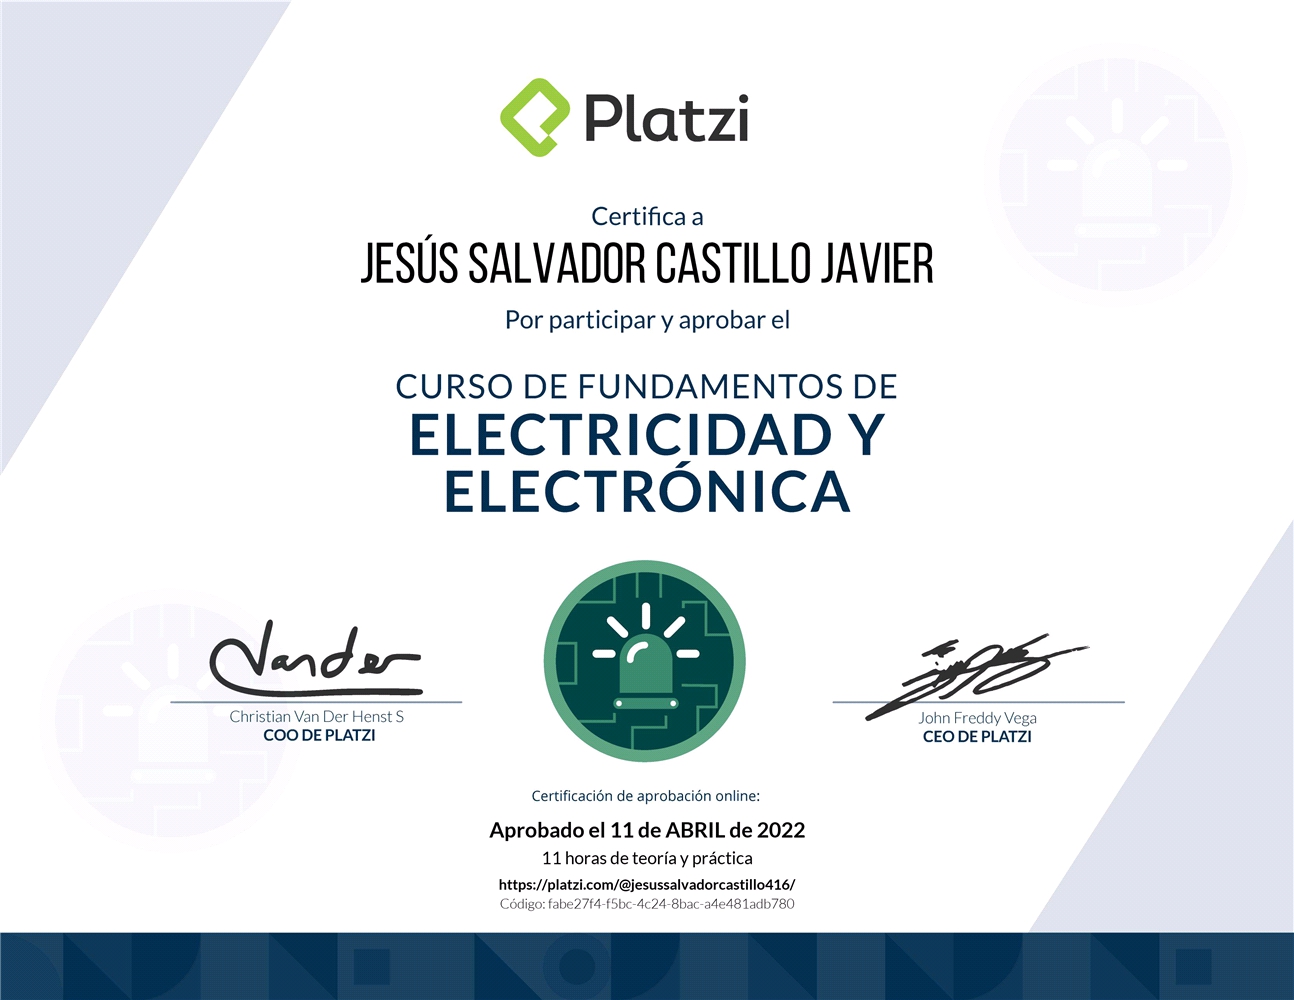 Platzi
Certifica a
JESÚS SALVADOR CASTILLO JAVIER
Por participar y aprobar el
CURSO DE FUNDAMENTOS DE
ELECTRICIDAD Y
ELECTRÓNICA
Vander
Christian Van Der Henst S
COO DE PLATZI
John Freddy Vega
CEO DE PLATZI
Certificación de aprobación online:
Aprobado el 11 de ABRIL de 2022
11 horas de teoría y práctica
https://platzi.com/@jesussalvadorcastillo416/
Código: fabe27f4-f5bc-4c24-8bac-a4e481adb780